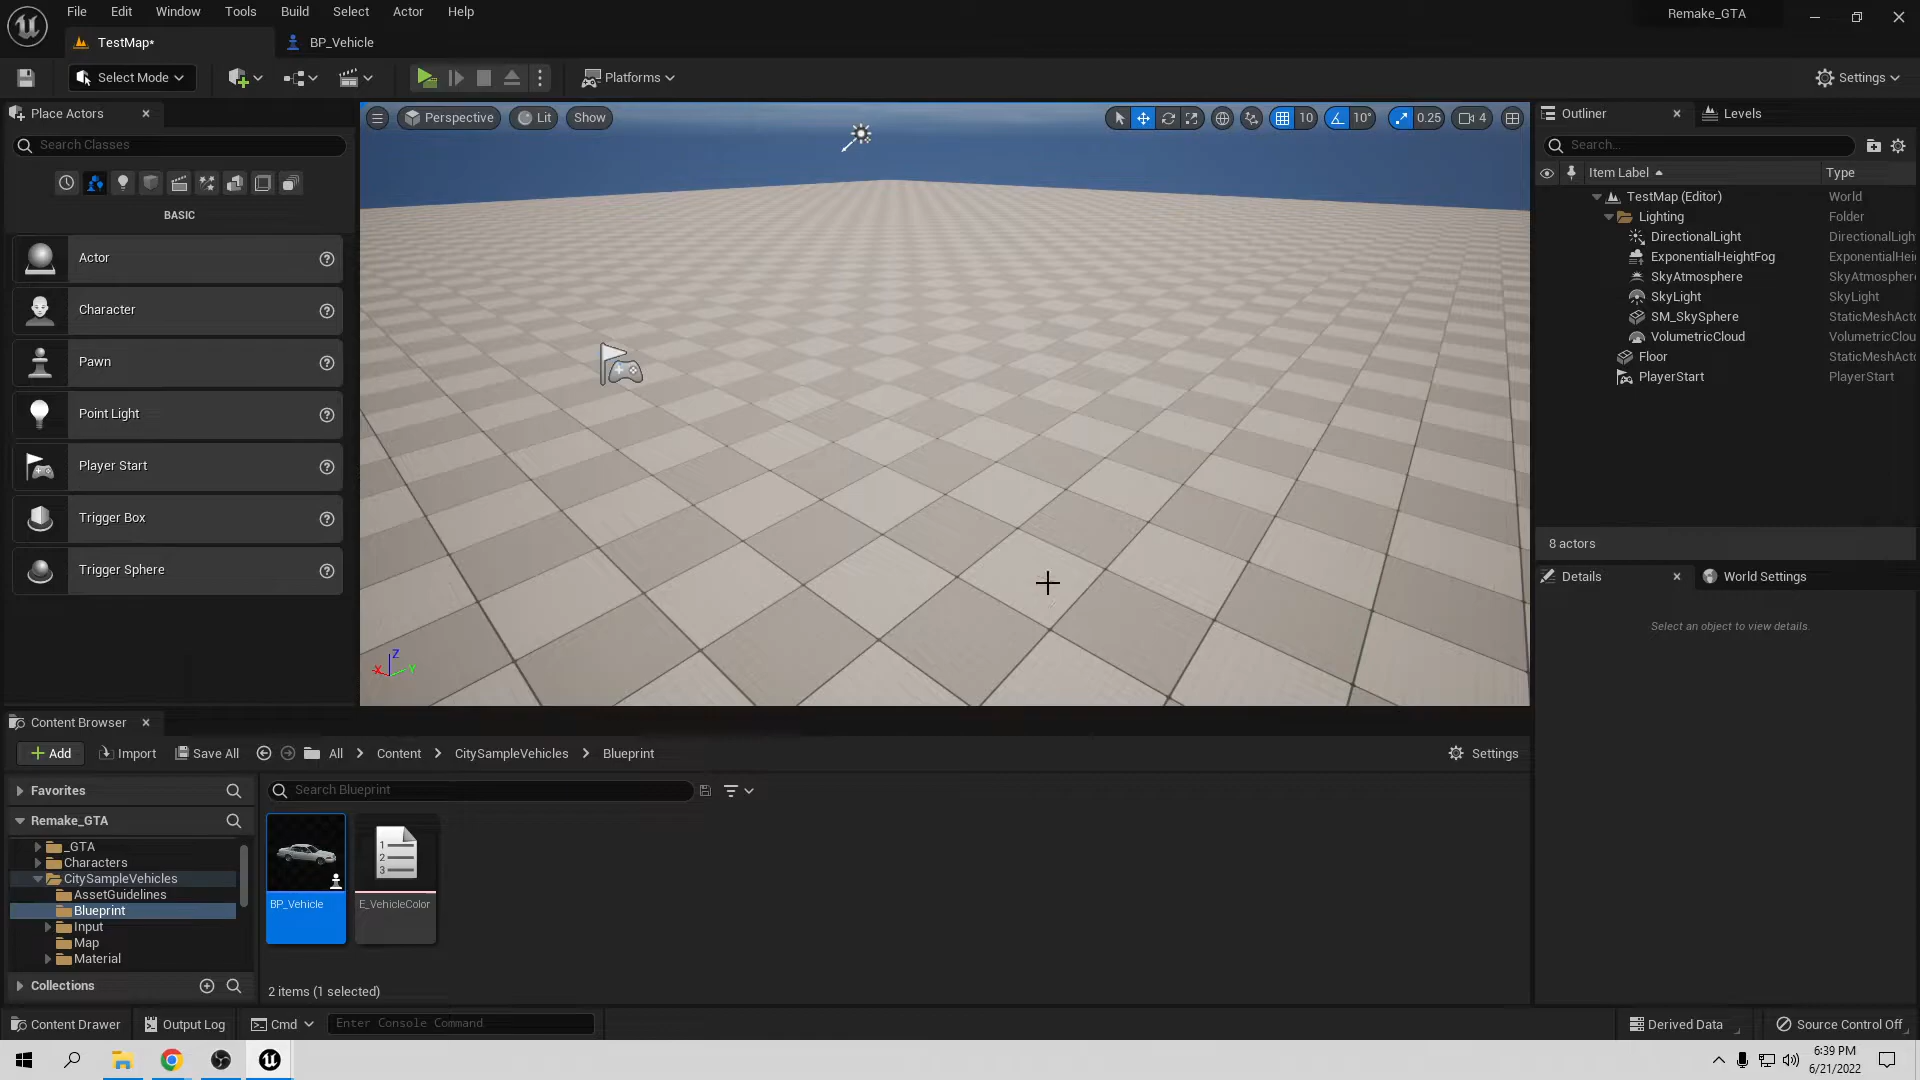 File Edit Window Tools Build Select Actor Help
Remake_GTA
TestMap*
BP_Vehicle
Select Mode
Platforms
Settings
Place Actors
Search Classes
BASIC
Actor
Character
Pawn
Point Light
Player Start
Trigger Box
Trigger Sphere
Perspective Lit Show
10 10° 0.25 4
Z
X Y
Outliner Levels
Search...
Item Label Type
TestMap (Editor) World
Lighting Folder
DirectionalLight DirectionalLigh
ExponentialHeightFog ExponentialHei
SkyAtmosphere SkyAtmosphere
SkyLight SkyLight
SM_SkySphere StaticMeshActo
VolumetricCloud VolumetricClou
Floor StaticMeshActo
PlayerStart PlayerStart
8 actors
Details World Settings
Select an object to view details.
Content Browser
Add Import Save All All Content CitySampleVehicles Blueprint Settings
Favorites
Remake_GTA
_GTA
Characters
CitySampleVehicles
AssetGuidelines
Blueprint
Input
Map
Material
Collections
Search Blueprint
1
2
3
BP_Vehicle
E_VehicleColor
2 items (1 selected)
Content Drawer Output Log Cmd Enter Console Command Derived Data Source Control Off
6:39 PM
6/21/2022